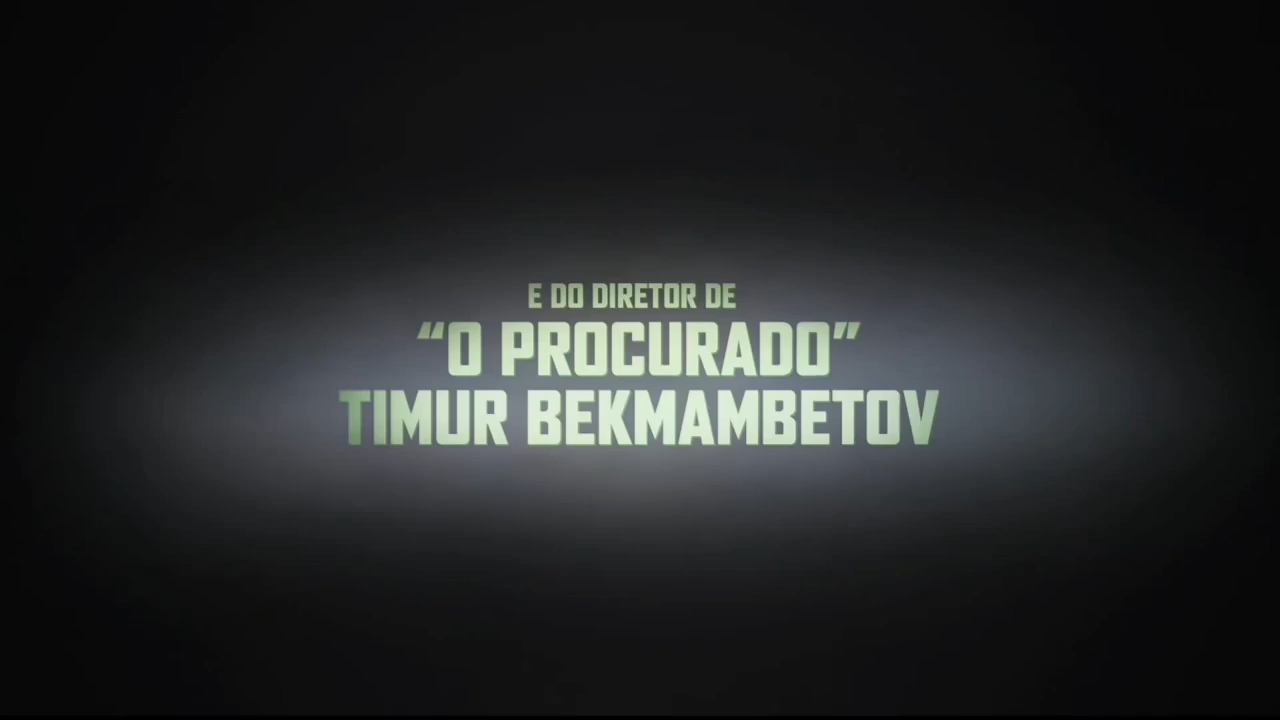 E DO DIRETOR DE
“O PROCURADO”
TIMUR BEKMAMBETOV